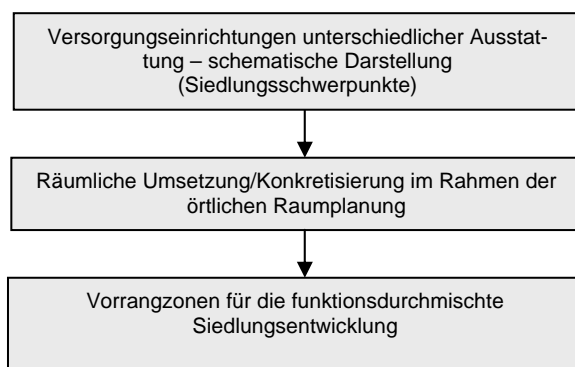 Versorgungseinrichtungen unterschiedlicher Ausstat-
tung – schematische Darstellung
(Siedlungsschwerpunkte)
Räumliche Umsetzung/Konkretisierung im Rahmen der
örtlichen Raumplanung
Vorrangzonen für die funktionsdurchmischte
Siedlungsentwicklung